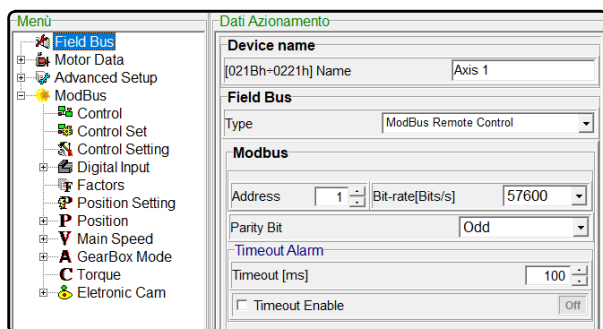 Menù
Field Bus
Motor Data
Advanced Setup
ModBus
Control
Control Set
Control Setting
Digital Input
Factors
Position Setting
P Position
V Main Speed
A GearBox Mode
C Torque
Eletronic Cam
Dati Azionamento
Device name
[021Bh÷0221h] Name Axis 1
Field Bus
Type ModBus Remote Control
Modbus
Address 1 Bit-rate[Bits/s] 57600
Parity Bit Odd
Timeout Alarm
Timeout [ms] 100
Timeout Enable Off